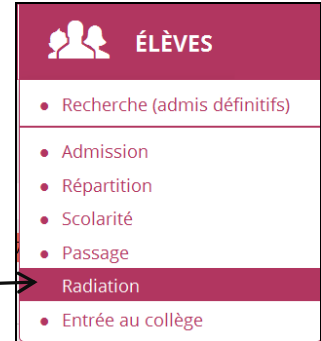 ÉLÈVES
Recherche (admis définitifs)
Admission
Répartition
Scolarité
Passage
Radiation
Entrée au collège